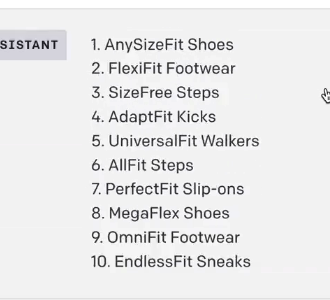 SISTANT
1. AnySizeFit Shoes
2. FlexiFit Footwear
3. SizeFree Steps
4. AdaptFit Kicks
5. UniversalFit Walkers
6. AllFit Steps
7. PerfectFit Slip-ons
8. MegaFlex Shoes
9. OmniFit Footwear
10. EndlessFit Sneaks